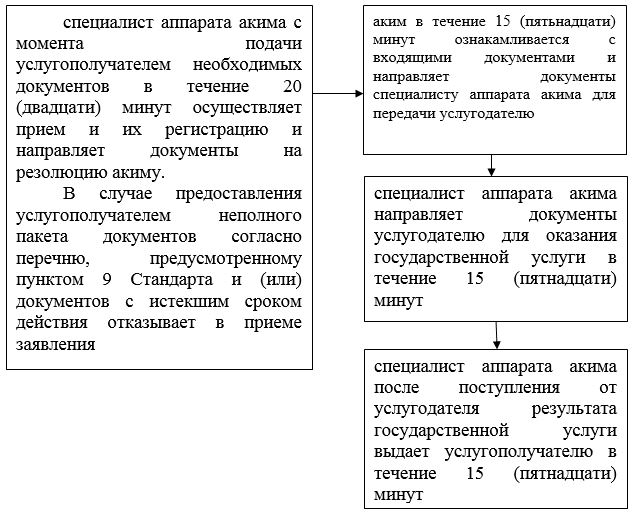 специалист аппарата акима с
момента подачи
услугополучателем необходимых
документов в течение 20
(двадцати) минут осуществляет
прием и их регистрацию и
направляет документы на
резолюцию акиму.
В случае предоставления
услугополучателем неполного
пакета документов согласно
перечню, предусмотренному
пунктом 9 Стандарта и (или)
документов с истекшим сроком
действия отказывает в приеме
заявления
аким в течение 15 (пятьнадцати)
минут ознакамливается с
входящими документами и
направляет документы
специалисту аппарата акима для
передачи услугодателю
специалист аппарата акима
направляет документы
услугодателю для оказания
государственной услуги в
течение 15 (пятнадцати)
минут
специалист аппарата акима
после поступления от
услугодателя результата
государственной услуги
выдает услугополучателю в
течение 15 (пятнадцати)
минут